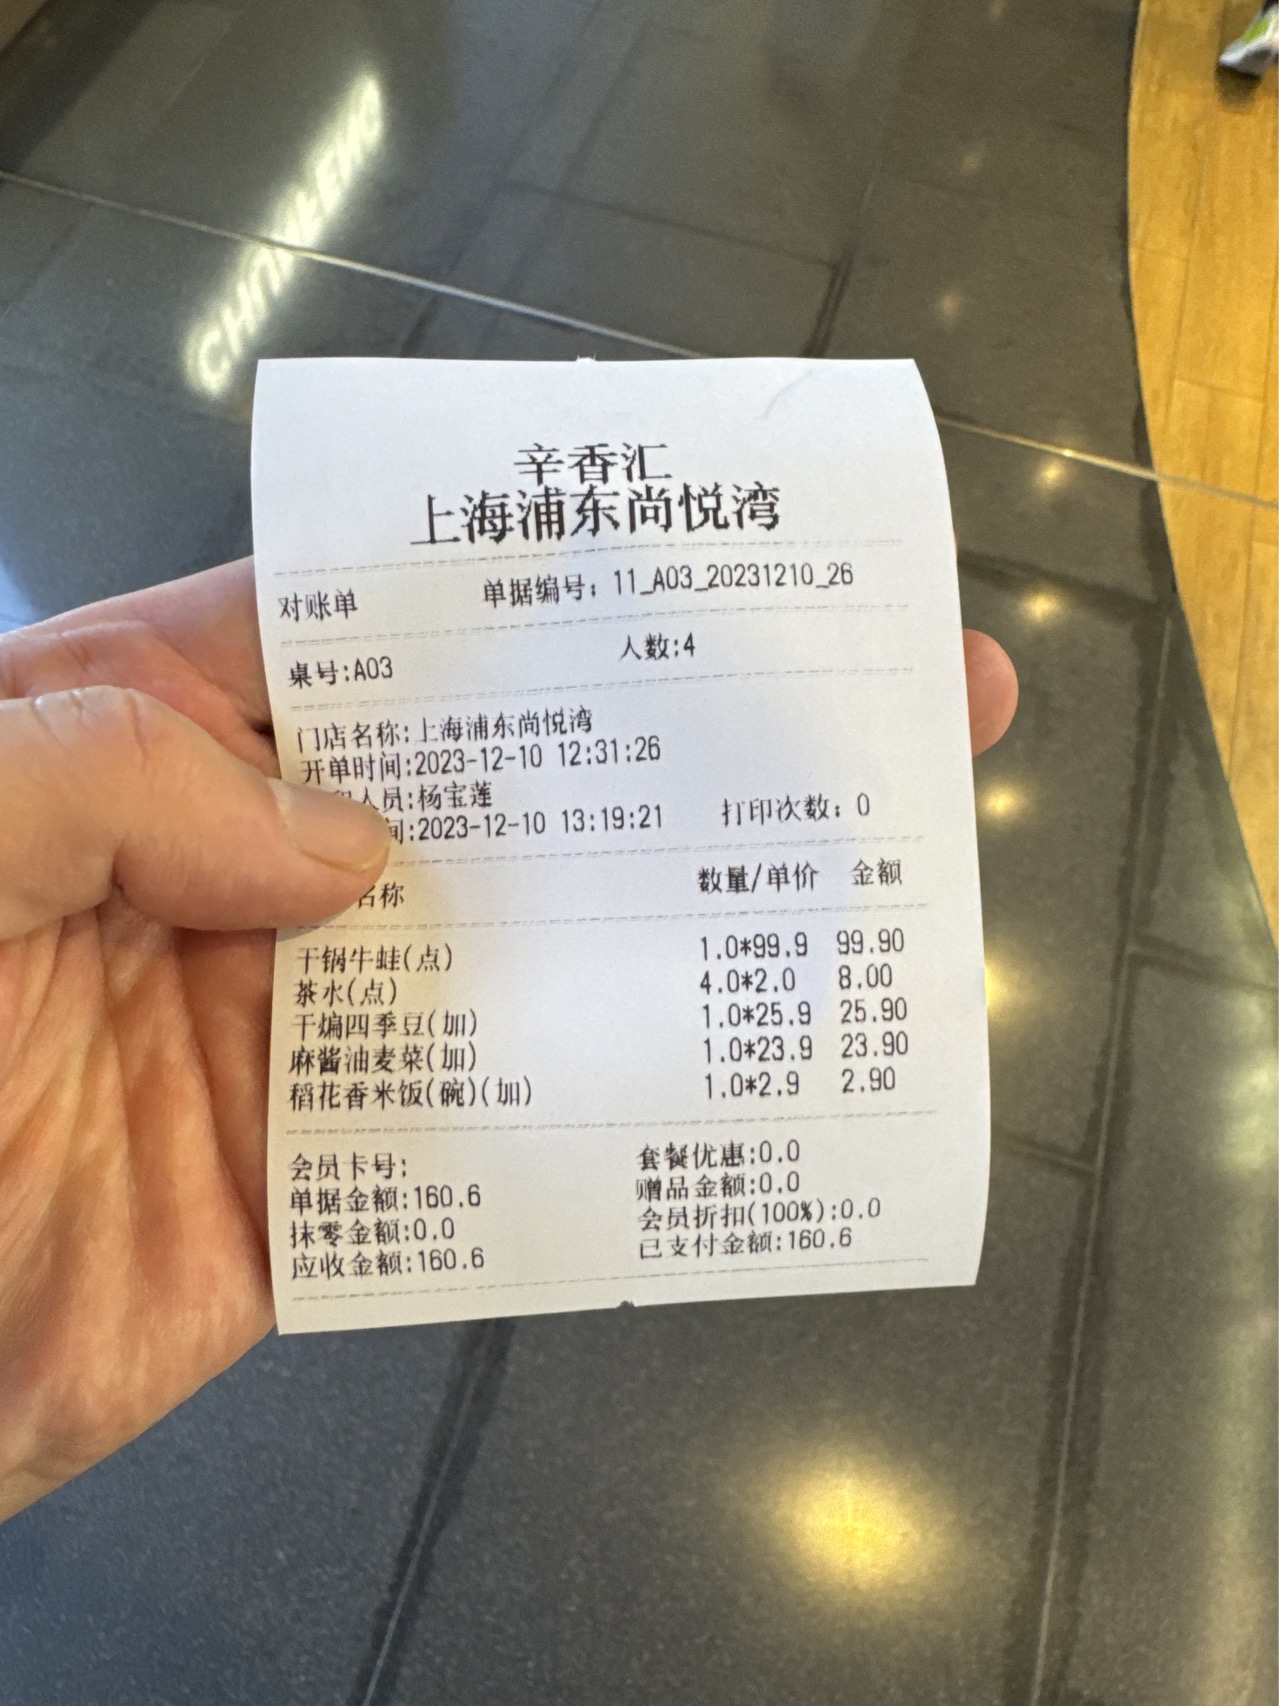 辛香汇
上海浦东尚悦湾
对账单 单据编号: 11_A03_20231210_26
桌号:A03 人数:4
门店名称:上海浦东尚悦湾
开单时间:2023-12-10 12:31:26
人员:杨宝莲
间:2023-12-10 13:19:21 打印次数: 0
名称 数量/单价 金额
干锅牛蛙(点) 1.0*99.9 99.90
茶水(点) 4.0*2.0 8.00
干煸四季豆(加) 1.0*25.9 25.90
麻酱油麦菜(加) 1.0*23.9 23.90
稻花香米饭(碗)(加) 1.0*2.9 2.90
会员卡号: 套餐优惠:0.0
单据金额:160.6 赠品金额:0.0
抹零金额:0.0 会员折扣(100%):0.0
应收金额:160.6 已支付金额:160.6